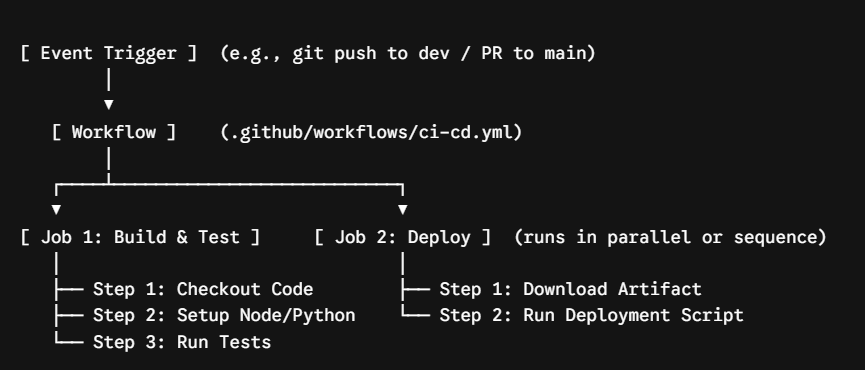 [ Event Trigger ]  (e.g., git push to dev / PR to main)
[ Workflow ]    (.github/workflows/ci-cd.yml)
[ Job 1: Build & Test ]     [ Job 2: Deploy ]  (runs in parallel or sequence)
Step 1: Checkout Code        Step 1: Download Artifact
Step 2: Setup Node/Python    Step 2: Run Deployment Script
Step 3: Run Tests